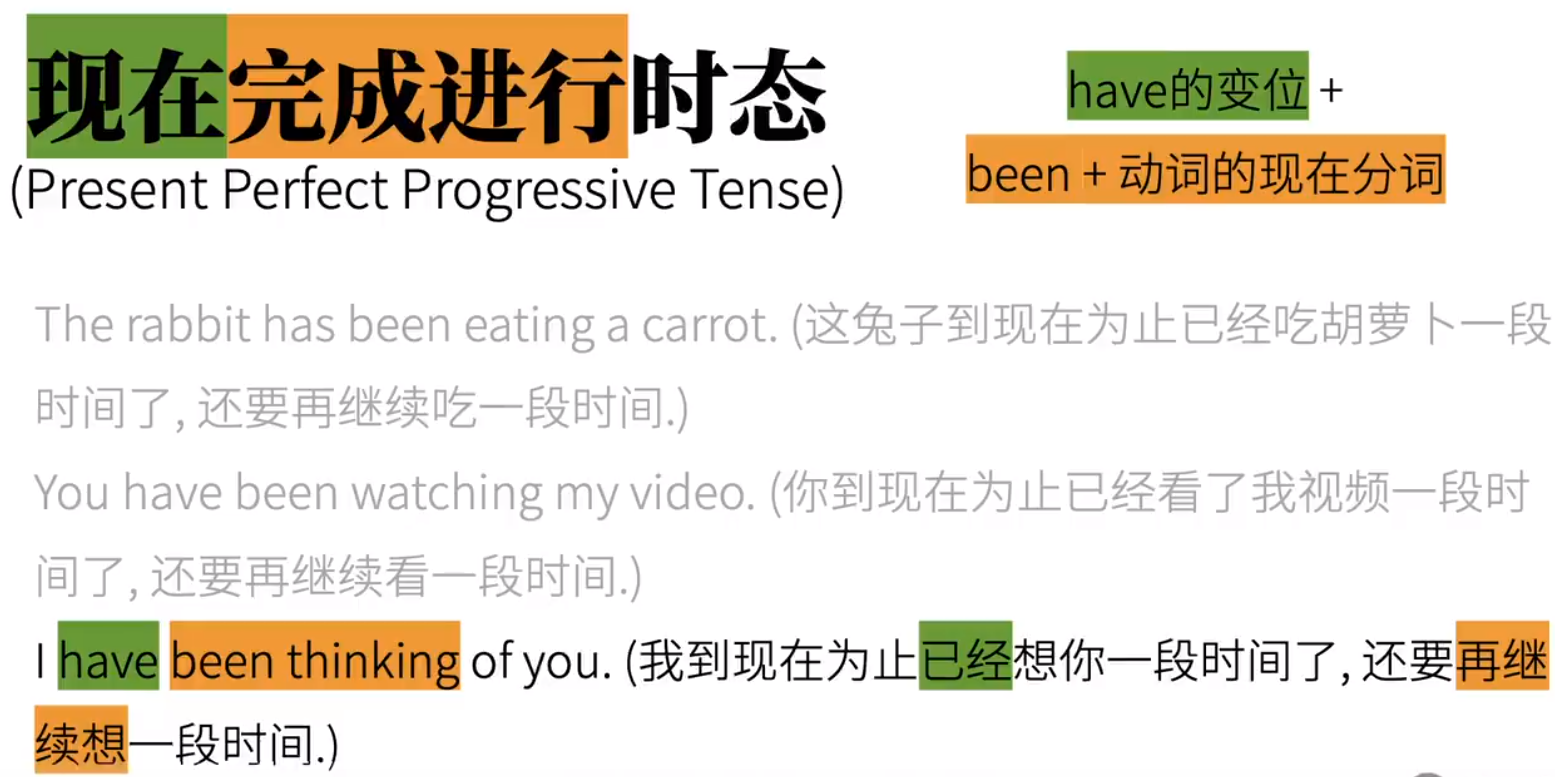 现在完成进行时态
(Present Perfect Progressive Tense)
have的变位 +
been + 动词的现在分词
The rabbit has been eating a carrot. (这兔子到现在为止已经吃胡萝卜一段
时间了, 还要再继续吃一段时间.)
You have been watching my video. (你到现在为止已经看了我视频一段时
间了, 还要再继续看一段时间.)
I have been thinking of you. (我到现在为止已经想你一段时间了, 还要再继
续想一段时间.)